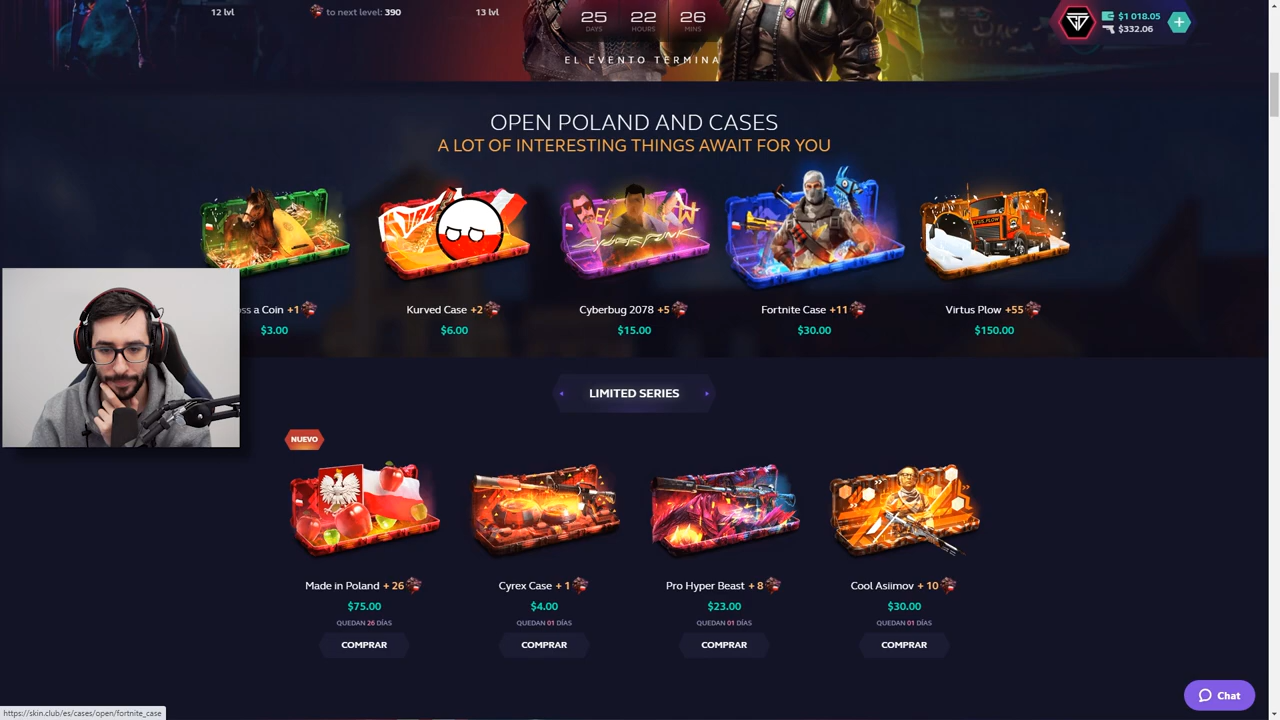 12 lvl
to next level: 390
13 lvl
25
22
26
DAYS
HOURS
MINS
EL EVENTO TERMINA
$1 018.05
$332.06
+
OPEN POLAND AND CASES
A LOT OF INTERESTING THINGS AWAIT FOR YOU
oss a Coin +1
$3.00
Kurved Case +2
$6.00
Cyberbug 2078 +5
$15.00
Fortnite Case +11
$30.00
Virtus Plow +55
$150.00
LIMITED SERIES
NUEVO
Made in Poland + 26
$75.00
QUEDAN 26 DÍAS
COMPRAR
Cyrex Case + 1
$4.00
QUEDAN 01 DÍAS
COMPRAR
Pro Hyper Beast + 8
$23.00
QUEDAN 01 DÍAS
COMPRAR
Cool Asiimov + 10
$30.00
QUEDAN 01 DÍAS
COMPRAR
Chat
https://skin.club/es/cases/open/fortnite_case